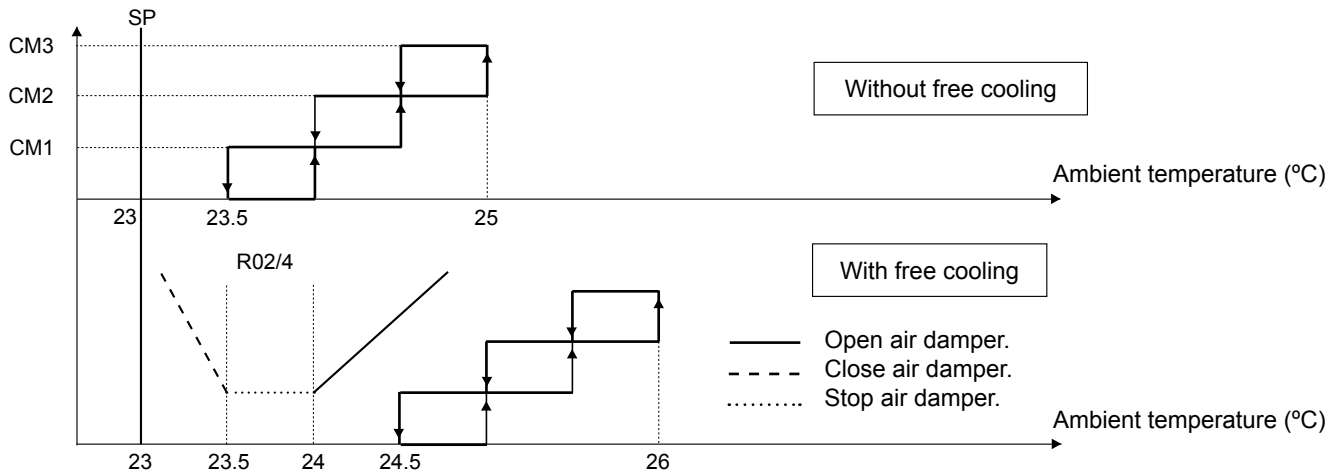 SP
CM3
CM2
CM1
Without free cooling
Ambient temperature (ºC)
23
23.5
25
R02/4
With free cooling
Open air damper.
Close air damper.
Stop air damper.
Ambient temperature (ºC)
23
23.5
24
24.5
26